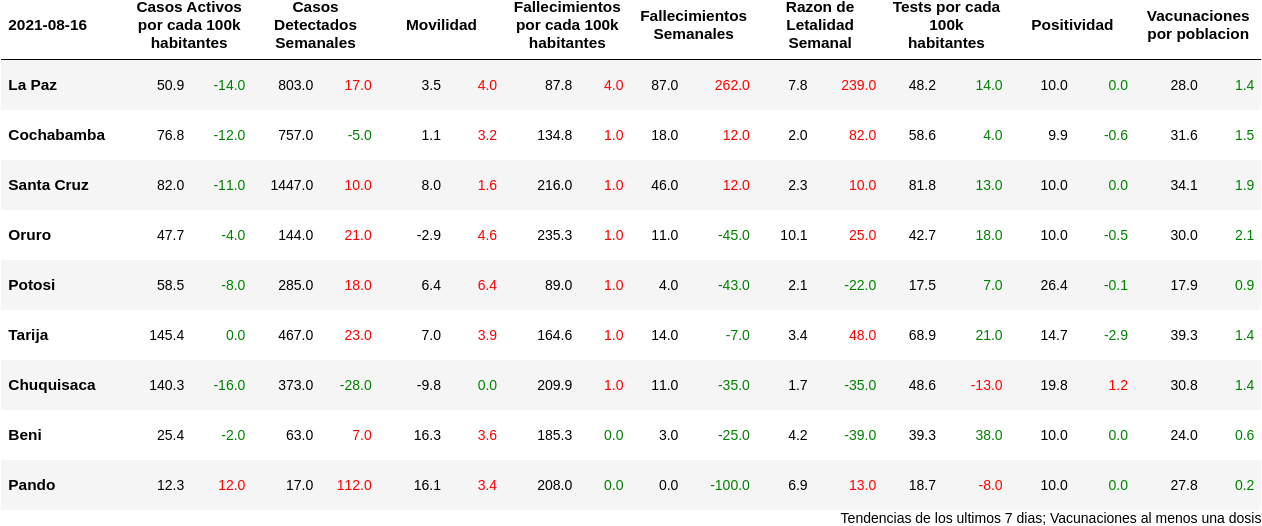 2021-08-16 Casos Activos por cada 100k habitantes Casos Detectados Semanales Movilidad Fallecimientos por cada 100k habitantes Fallecimientos Semanales Razon de Letalidad Semanal Tests por cada 100k habitantes Positividad Vacunaciones por poblacion
La Paz 50.9 -14.0 803.0 17.0 3.5 4.0 87.8 4.0 87.0 262.0 7.8 239.0 48.2 14.0 10.0 0.0 28.0 1.4
Cochabamba 76.8 -12.0 757.0 -5.0 1.1 3.2 134.8 1.0 18.0 12.0 2.0 82.0 58.6 4.0 9.9 -0.6 31.6 1.5
Santa Cruz 82.0 -11.0 1447.0 10.0 8.0 1.6 216.0 1.0 46.0 12.0 2.3 10.0 81.8 13.0 10.0 0.0 34.1 1.9
Oruro 47.7 -4.0 144.0 21.0 -2.9 4.6 235.3 1.0 11.0 -45.0 10.1 25.0 42.7 18.0 10.0 -0.5 30.0 2.1
Potosi 58.5 -8.0 285.0 18.0 6.4 6.4 89.0 1.0 4.0 -43.0 2.1 -22.0 17.5 7.0 26.4 -0.1 17.9 0.9
Tarija 145.4 0.0 467.0 23.0 7.0 3.9 164.6 1.0 14.0 -7.0 3.4 48.0 68.9 21.0 14.7 -2.9 39.3 1.4
Chuquisaca 140.3 -16.0 373.0 -28.0 -9.8 0.0 209.9 1.0 11.0 -35.0 1.7 -35.0 48.6 -13.0 19.8 1.2 30.8 1.4
Beni 25.4 -2.0 63.0 7.0 16.3 3.6 185.3 0.0 3.0 -25.0 4.2 -39.0 39.3 38.0 10.0 0.0 24.0 0.6
Pando 12.3 12.0 17.0 112.0 16.1 3.4 208.0 0.0 0.0 -100.0 6.9 13.0 18.7 -8.0 10.0 0.0 27.8 0.2
Tendencias de los ultimos 7 dias; Vacunaciones al menos una dosis